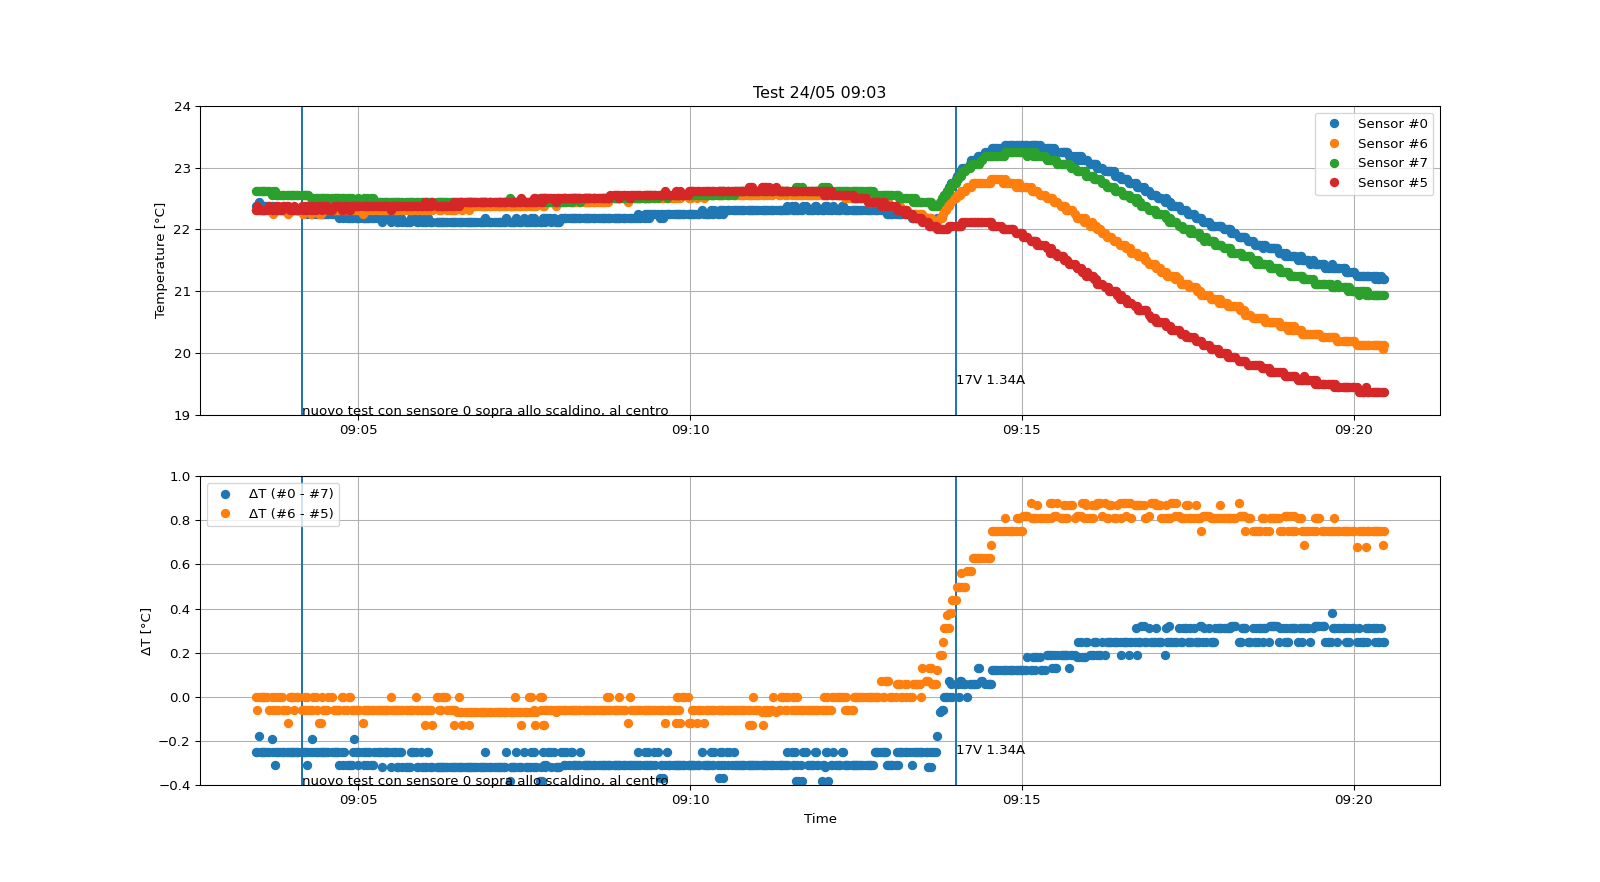 Test 24/05 09:03
24
23
22
21
20
19
Temperature [°C]
Sensor #0
Sensor #6
Sensor #7
Sensor #5
17V 1.34A
nuovo test con sensore 0 sopra allo scaldino, al centro
09:05
09:10
09:15
09:20
1.0
0.8
0.6
0.4
0.2
0.0
−0.2
−0.4
ΔT [°C]
ΔT (#0 - #7)
ΔT (#6 - #5)
17V 1.34A
nuovo test con sensore 0 sopra allo scaldino, al centro
09:05
09:10
09:15
09:20
Time